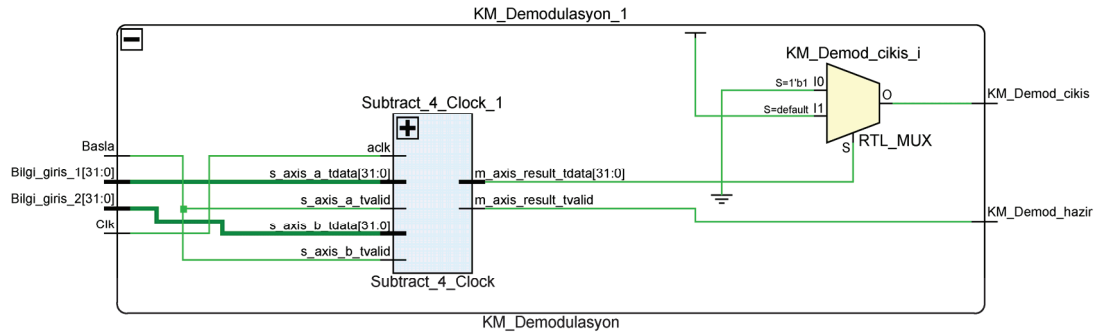 KM_Demodulasyon_1
KM_Demod_cikis_i
S=1'b1 I0
O
KM_Demod_cikis
S=default I1
Subtract_4_Clock_1
S
RTL_MUX
Basla
aclk
Bilgi_giris_1[31:0]
s_axis_a_tdata[31:0]
m_axis_result_tdata[31:0]
Bilgi_giris_2[31:0]
s_axis_a_tvalid
m_axis_result_tvalid
KM_Demod_hazir
Clk
s_axis_b_tdata[31:0]
s_axis_b_tvalid
Subtract_4_Clock
KM_Demodulasyon